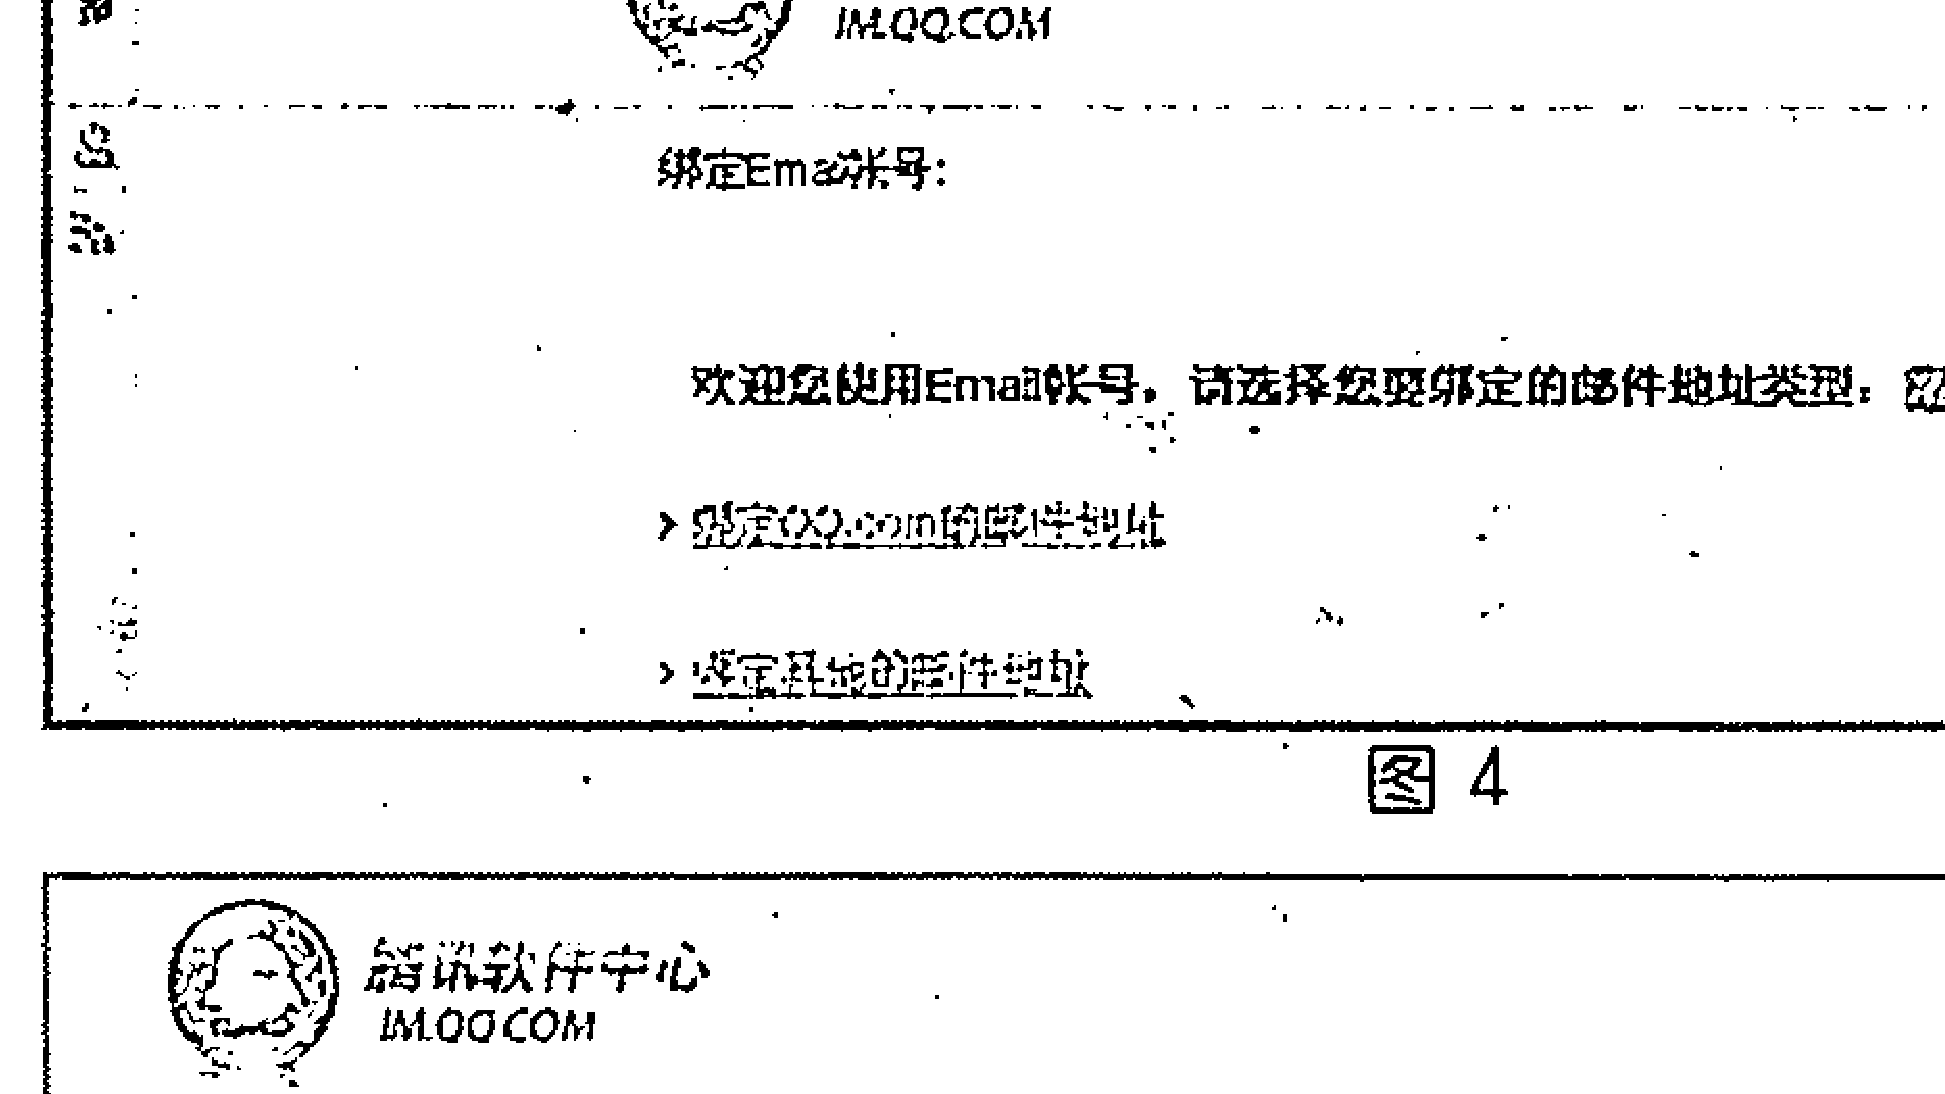 IM.QQ.COM
绑定Email帐号:
欢迎您使用Email帐号。请选择您要绑定的邮件地址类型:
› 绑定QQ.com的邮件地址
› 绑定其他的邮件地址
图 4
腾讯软件中心
IM.QQ.COM